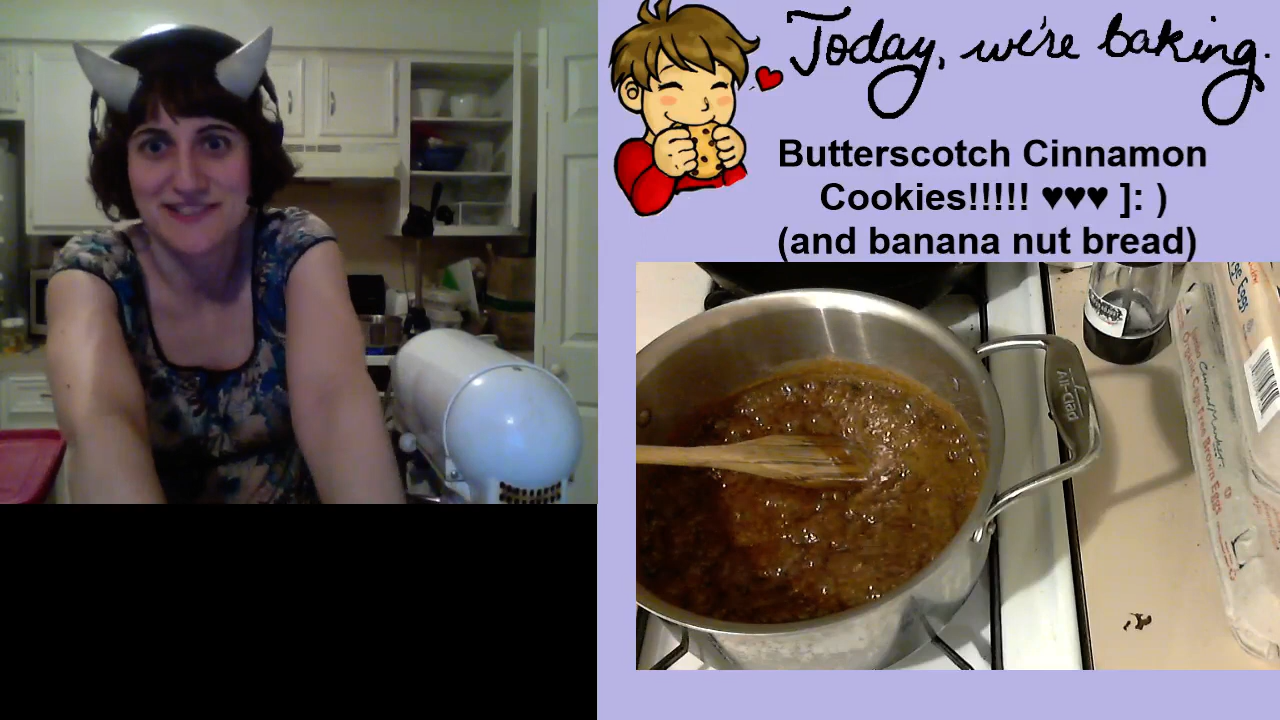 Today, we're baking.
Butterscotch Cinnamon
Cookies!!!!! ♥♥♥ ]: )
(and banana nut bread)
All-Clad